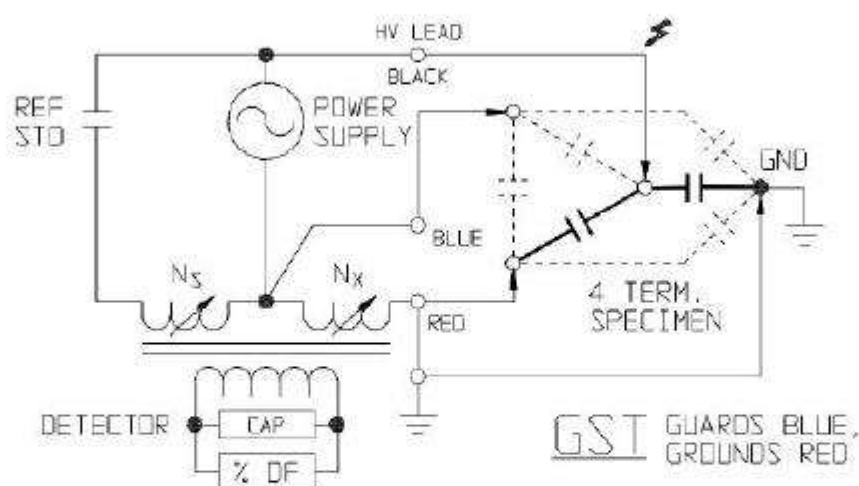 HV LEAD
BLACK
REF
STD
POWER
SUPPLY
GND
BLUE
Ns
Nx
RED
4 TERM.
SPECIMEN
DETECTOR
CAP
% DF
GST
GUARDS BLUE,
GROUNDS RED